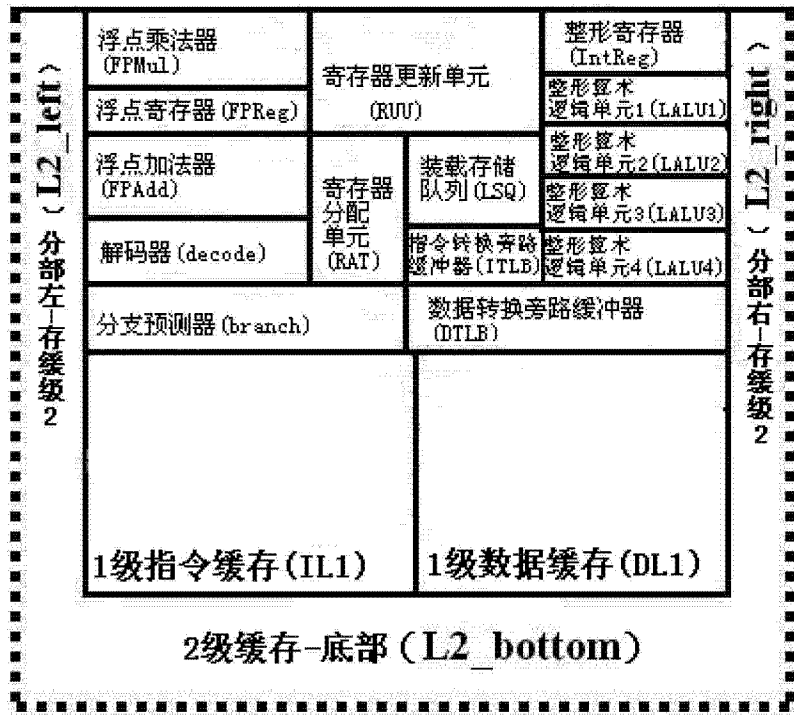 2级缓存-左部分（L2_left）
浮点乘法器
(FPMul)
浮点寄存器(FPReg)
浮点加法器
(FPAdd)
解码器(decode)
分支预测器(branch)
寄存器更新单元
(RUU)
寄存器
分配
单元
(RAT)
装载存储
队列(LSQ)
指令转换旁路
缓冲器(ITLB)
整形寄存器
(IntReg)
整形算术
逻辑单元1(LALU1)
整形算术
逻辑单元2(LALU2)
整形算术
逻辑单元3(LALU3)
整形算术
逻辑单元4(LALU4)
数据转换旁路缓冲器
(DTLB)
1级指令缓存(IL1)
1级数据缓存(DL1)
2级缓存-右部分（L2_right）
2级缓存-底部（L2_bottom）